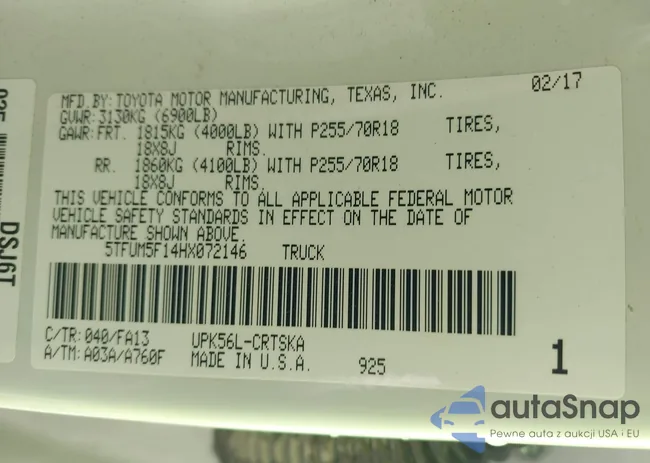 MFD BY: TOYOTA MOTOR MANUFACTURING, TEXAS, INC. 02/17
GVWR: 3130KG (6900LB)
GAWR: FRT. 1815KG (4000LB) WITH P255/70R18 TIRES,
18X8J RIMS.
RR. 1860KG (4100LB) WITH P255/70R18 TIRES,
18X8J RIMS.
THIS VEHICLE CONFORMS TO ALL APPLICABLE FEDERAL MOTOR
VEHICLE SAFETY STANDARDS IN EFFECT ON THE DATE OF
MANUFACTURE SHOWN ABOVE.
5TFUM5F14HX072146 TRUCK
C/TR: 040/FA13 UPK56L-CRTSKA
A/TM: A03A/A760F MADE IN U.S.A. 925 1
DSJ6T
autaSnap
Pewne auta z aukcji USA i EU